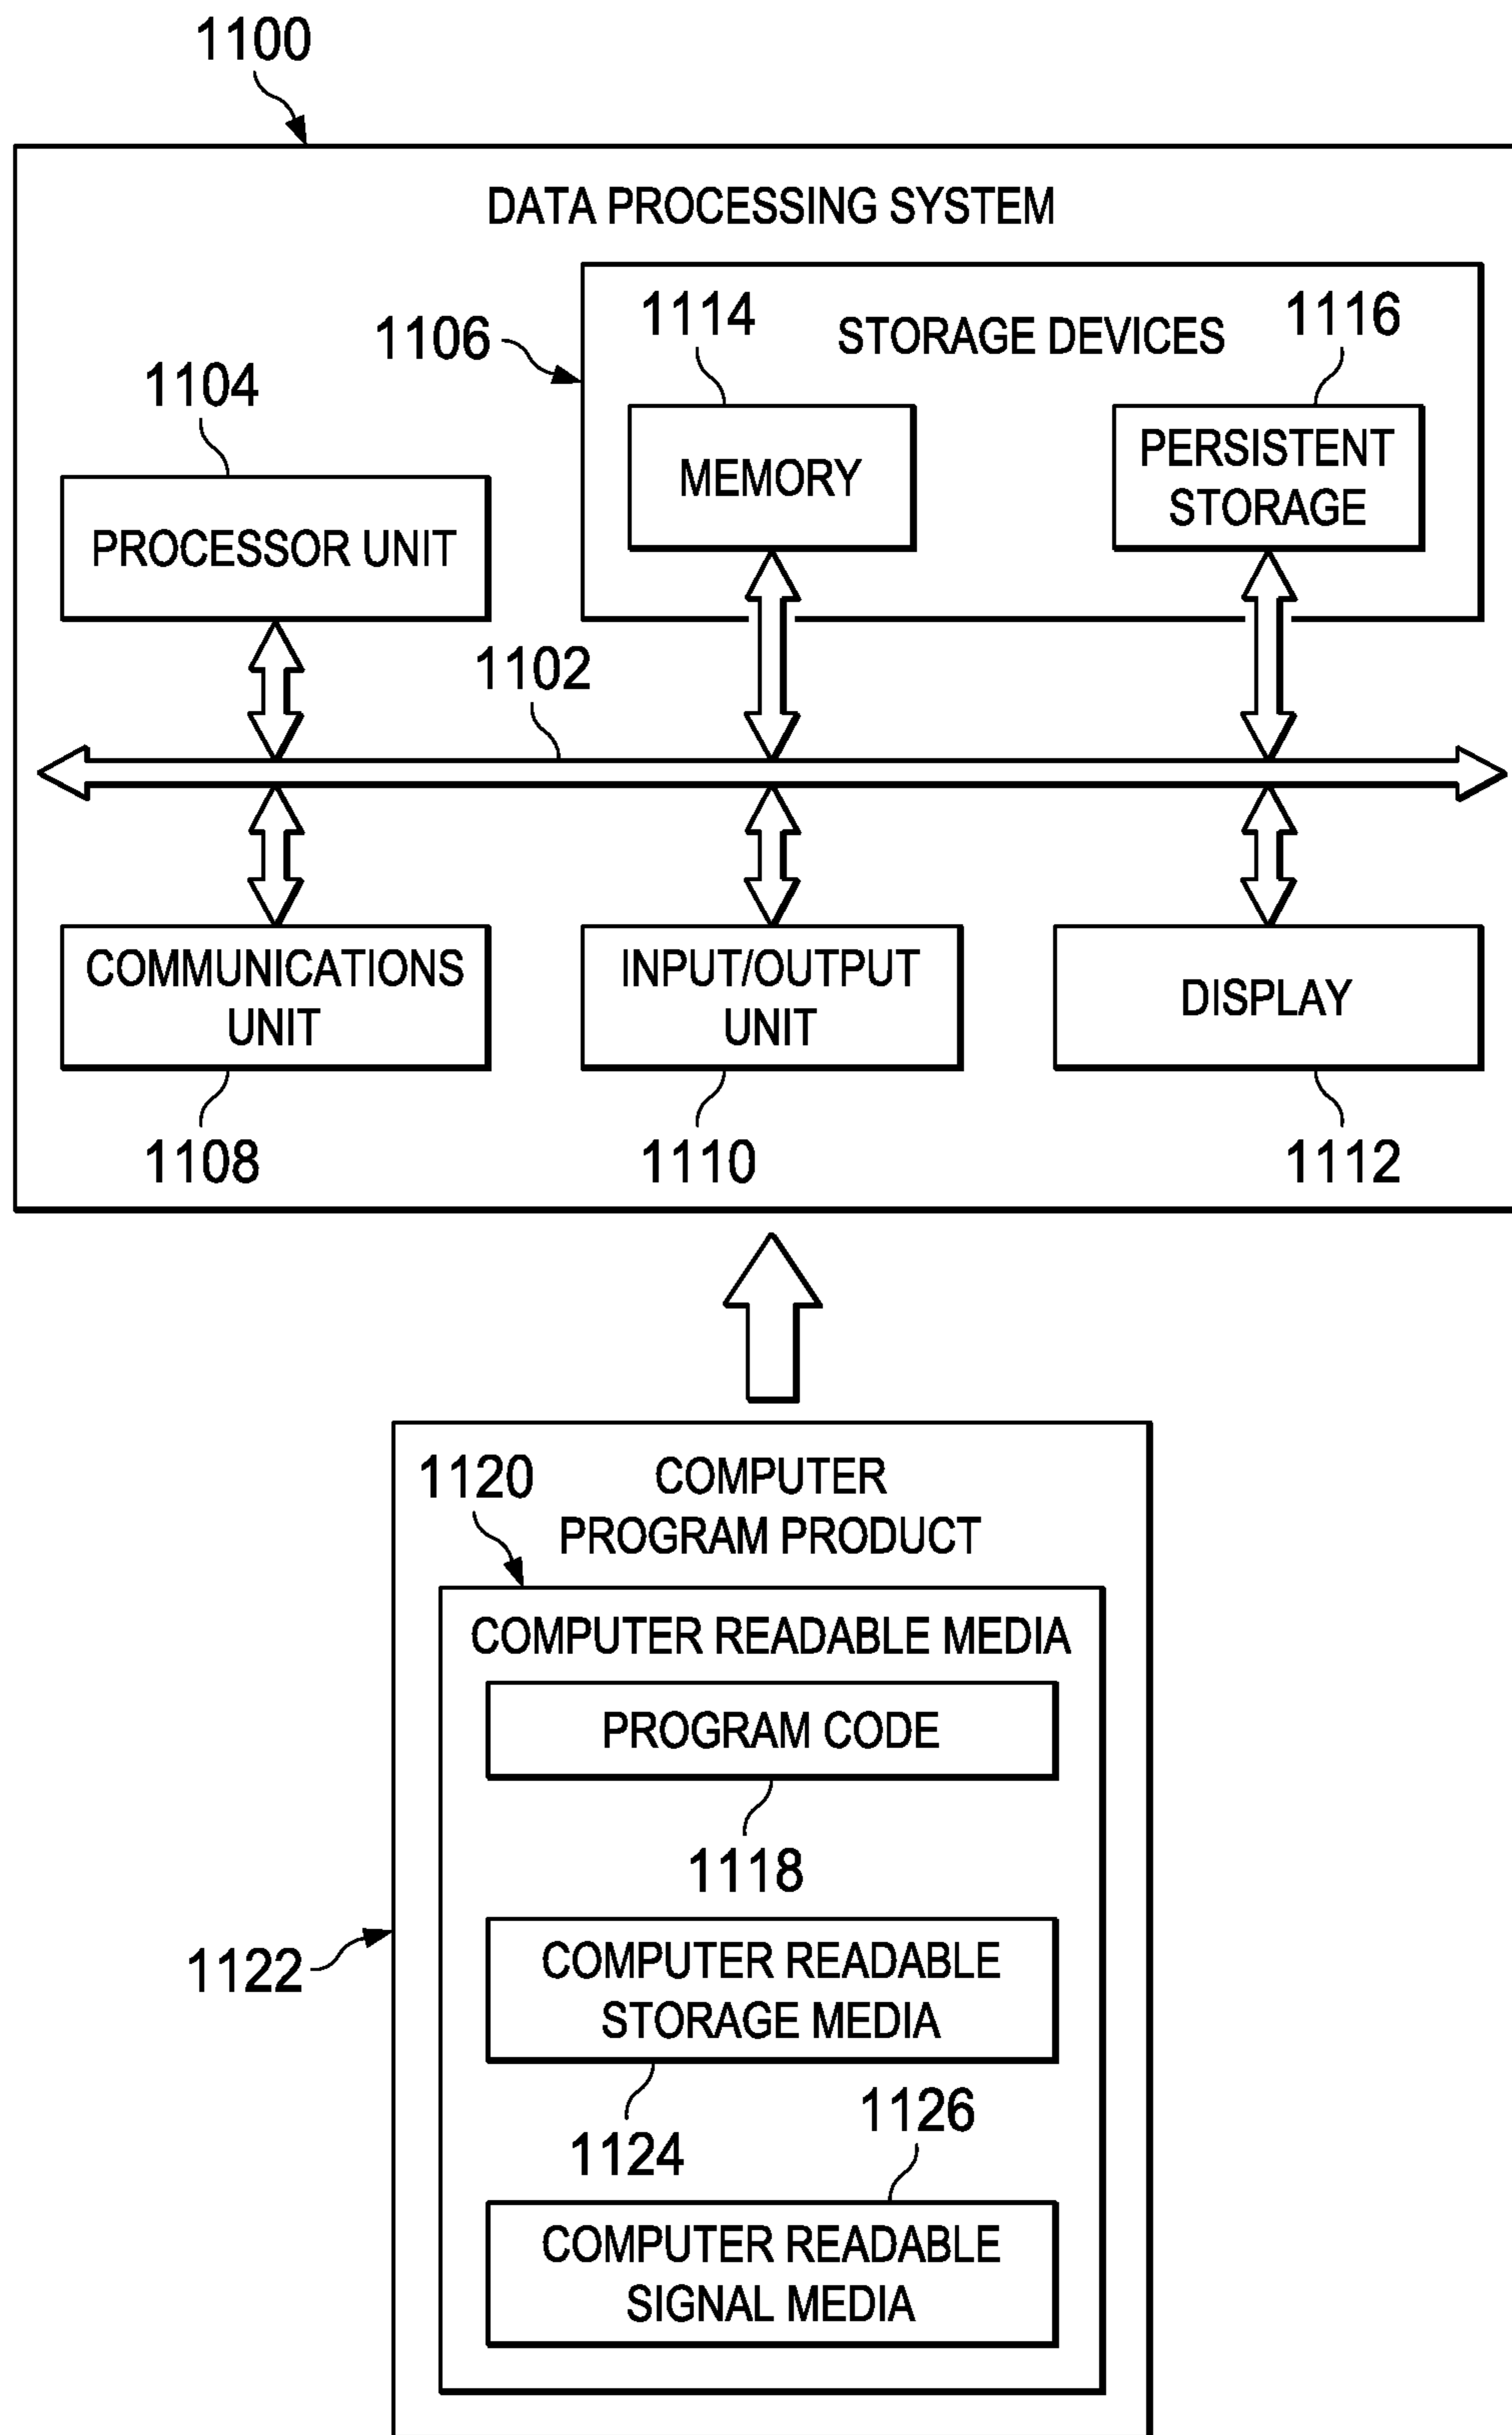 1100
DATA PROCESSING SYSTEM
1106
1114
STORAGE DEVICES
1116
1104
MEMORY
PERSISTENT
STORAGE
PROCESSOR UNIT
1102
COMMUNICATIONS
UNIT
INPUT/OUTPUT
UNIT
DISPLAY
1108
1110
1112
1120
COMPUTER
PROGRAM PRODUCT
COMPUTER READABLE MEDIA
PROGRAM CODE
1118
1122
COMPUTER READABLE
STORAGE MEDIA
1124
1126
COMPUTER READABLE
SIGNAL MEDIA